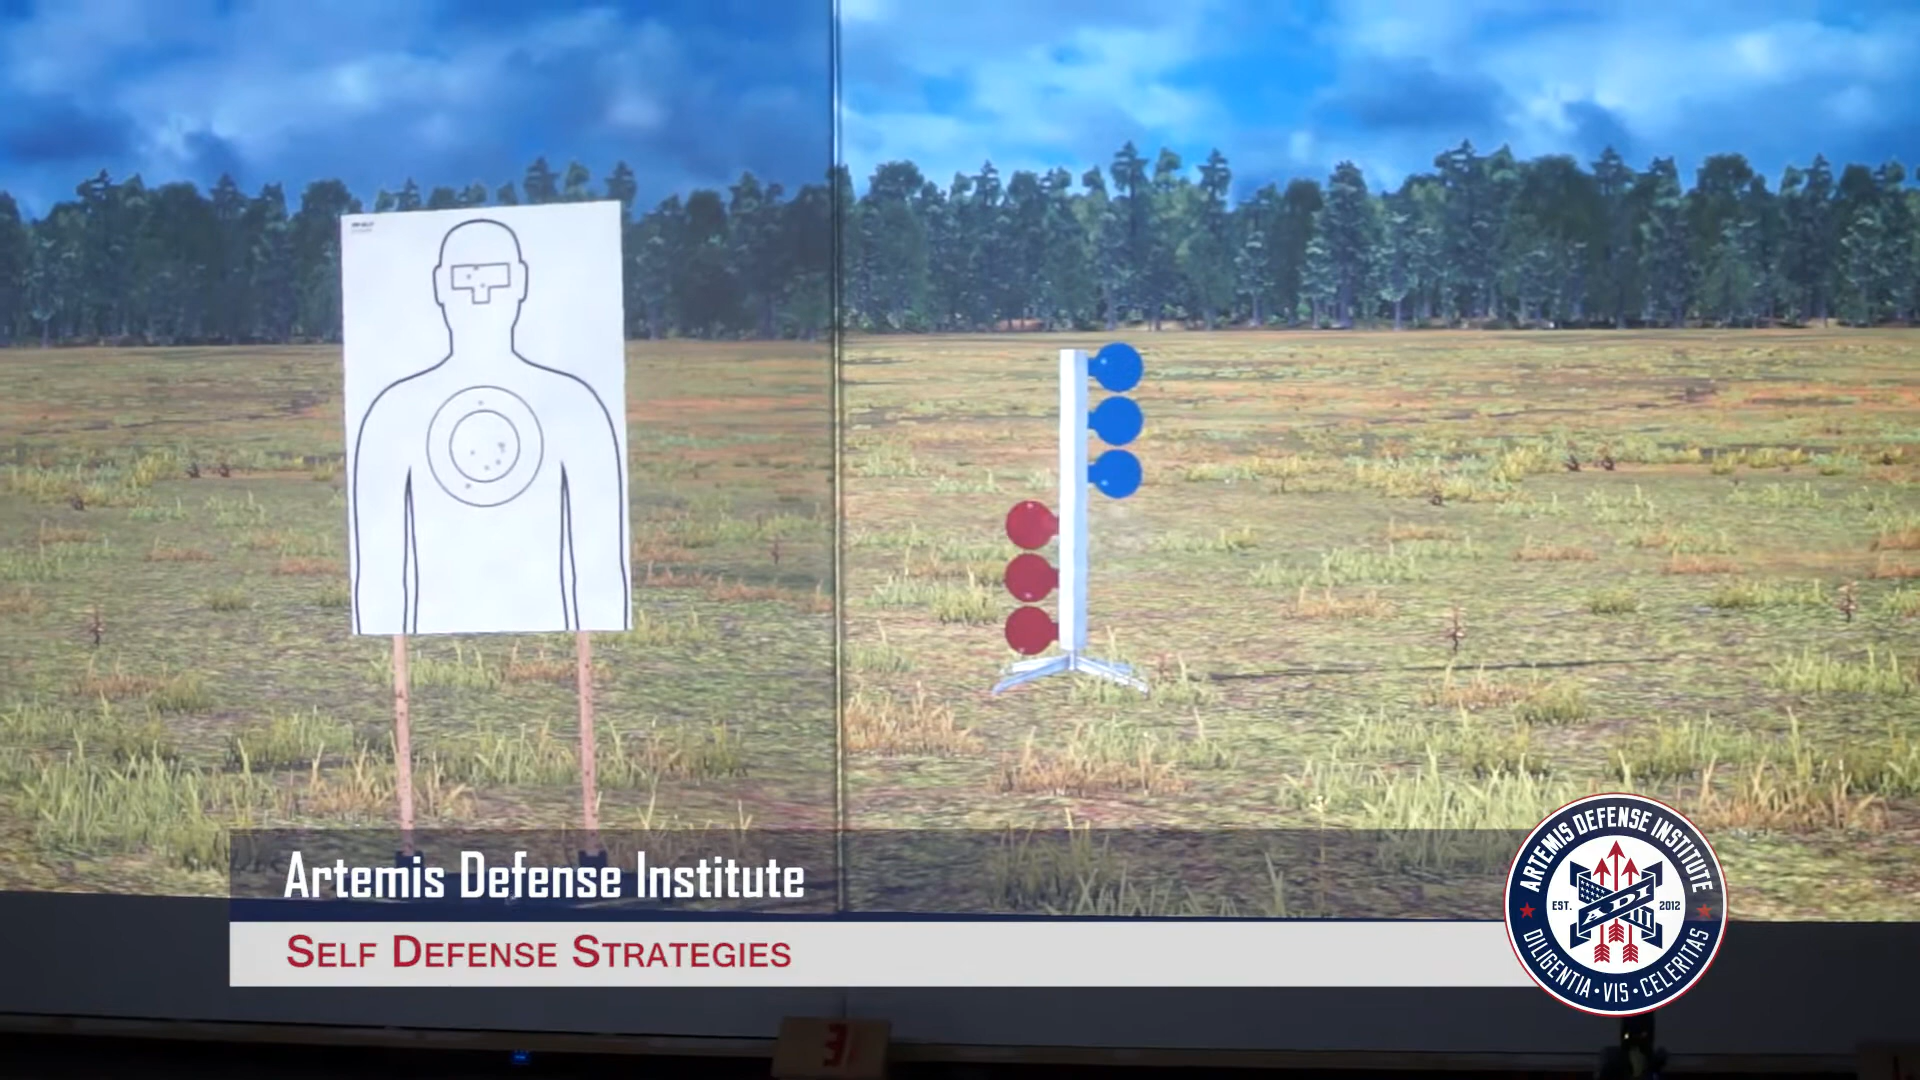 Artemis Defense Institute
SELF DEFENSE STRATEGIES
ARTEMIS DEFENSE INSTITUTE
EST. 2012
ADI
DILIGENTIA · VIS · CELERITAS